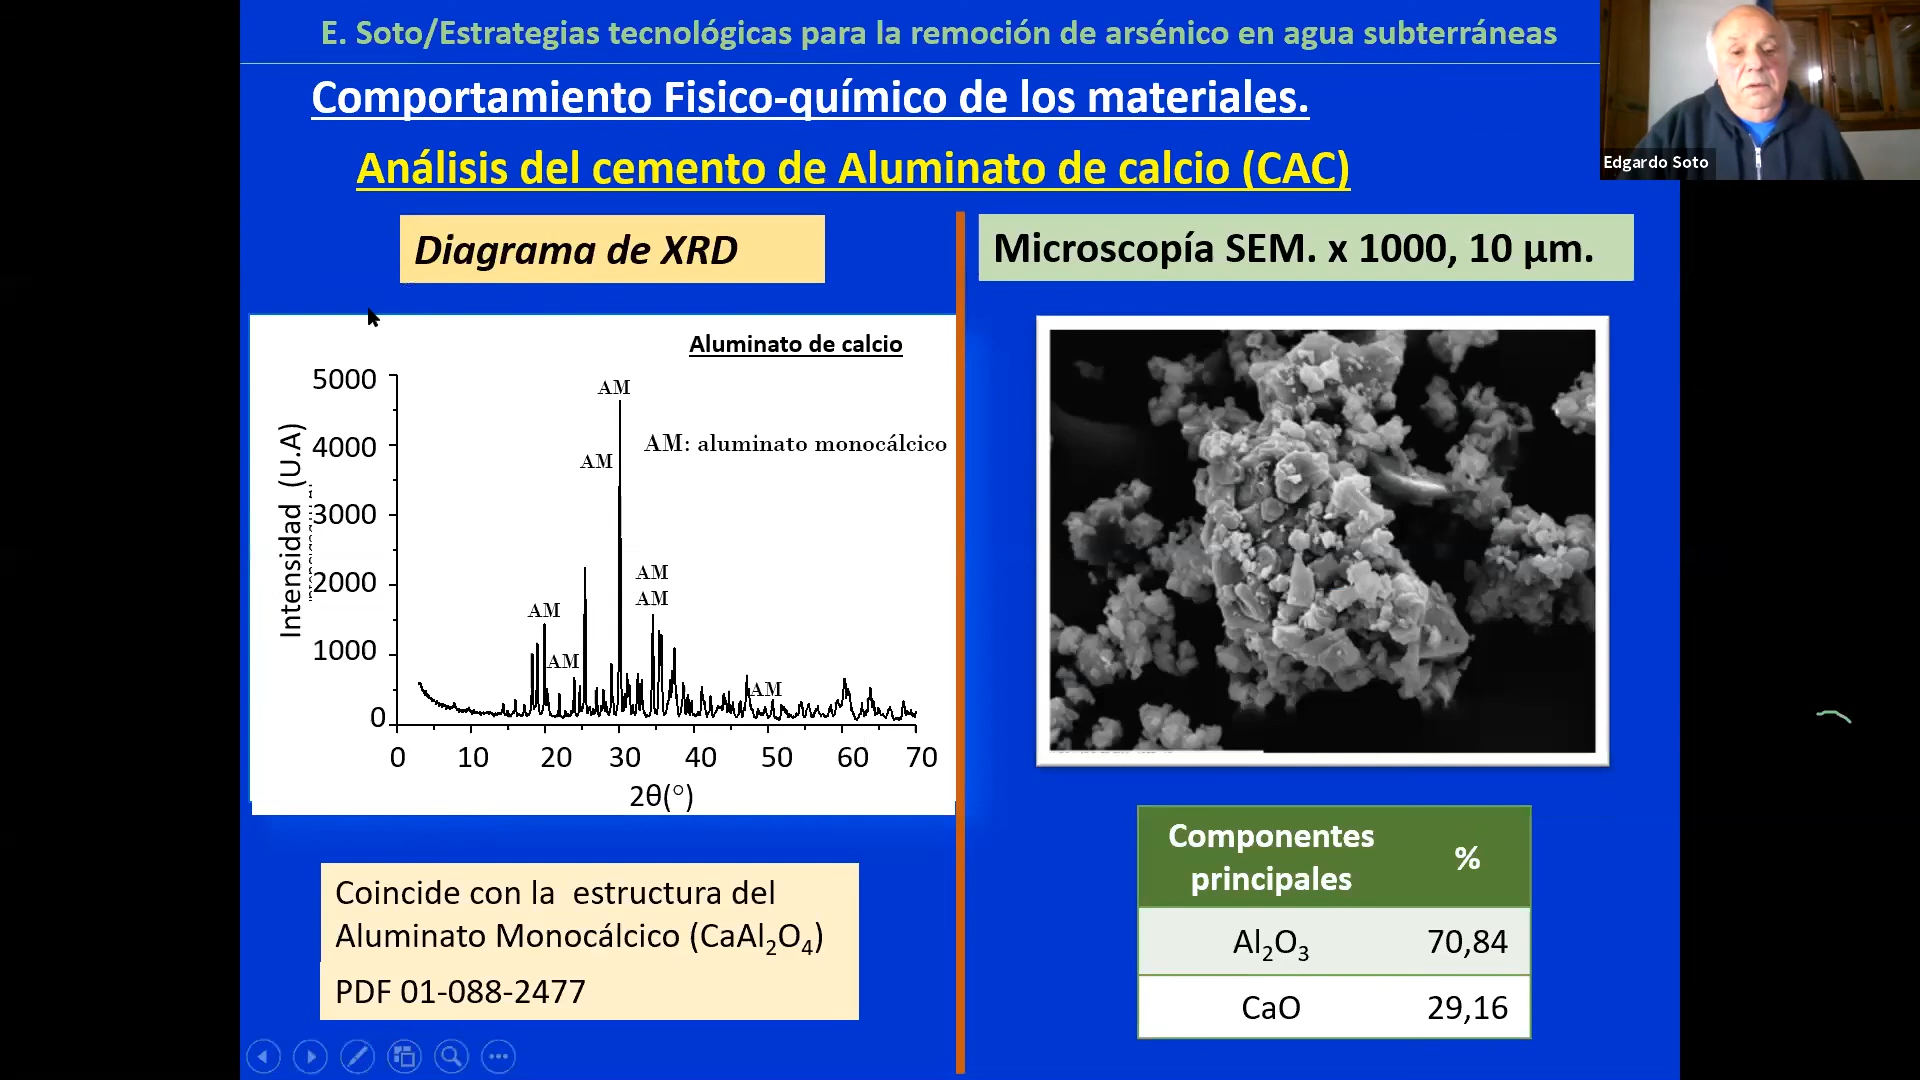 E. Soto/Estrategias tecnológicas para la remoción de arsénico en agua subterráneas
Comportamiento Fisico-químico de los materiales.
Análisis del cemento de Aluminato de calcio (CAC)
Edgardo Soto
Diagrama de XRD
Aluminato de calcio
5000
4000
3000
2000
1000
0
Intensidad (U.A)
AM
AM: aluminato monocálcico
AM
AM
AM
AM
AM
AM
0 10 20 30 40 50 60 70
2θ(°)
Coincide con la estructura del
Aluminato Monocálcico (CaAl₂O₄)
PDF 01-088-2477
Microscopía SEM. x 1000, 10 µm.
Componentes principales %
Al₂O₃ 70,84
CaO 29,16